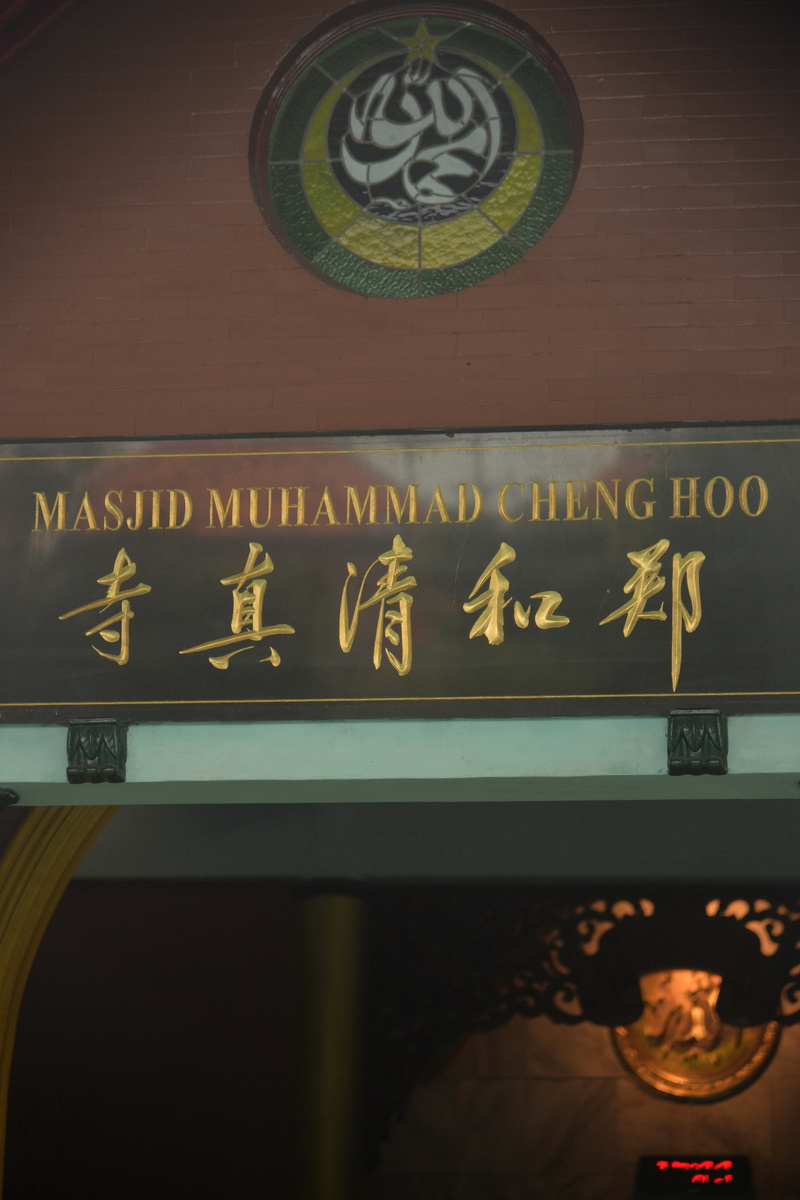 MASJID MUHAMMAD CHENG HOO
寺真清和郑